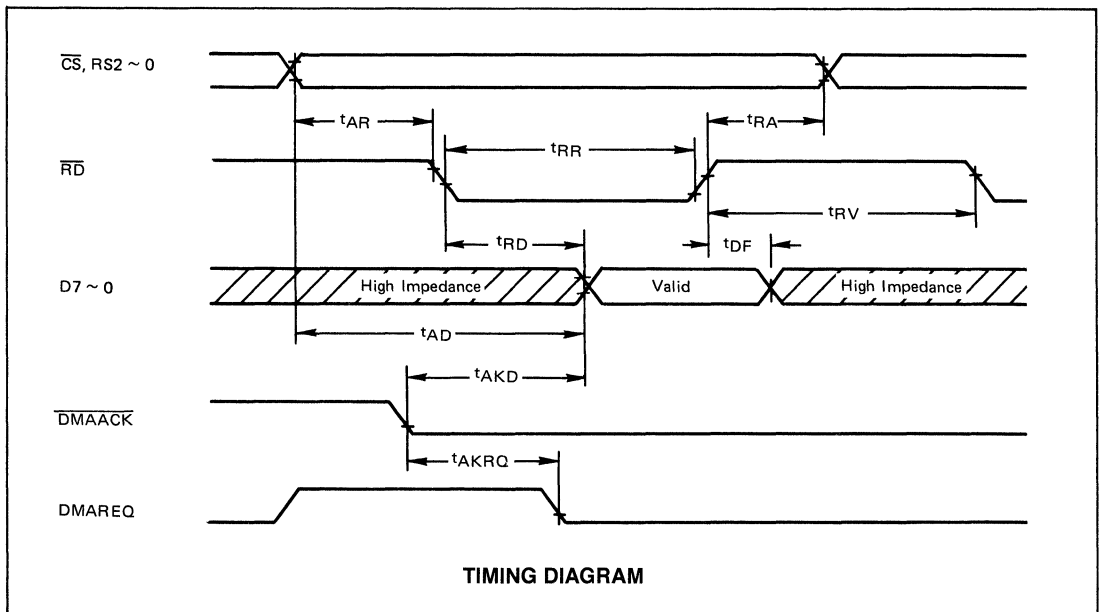 CS, RS2 ~ 0
tAR
tRA
tRR
RD
tRV
tRD
tDF
D7 ~ 0
High Impedance
Valid
High Impedance
tAD
tAKD
DMAACK
tAKRQ
DMAREQ
TIMING DIAGRAM